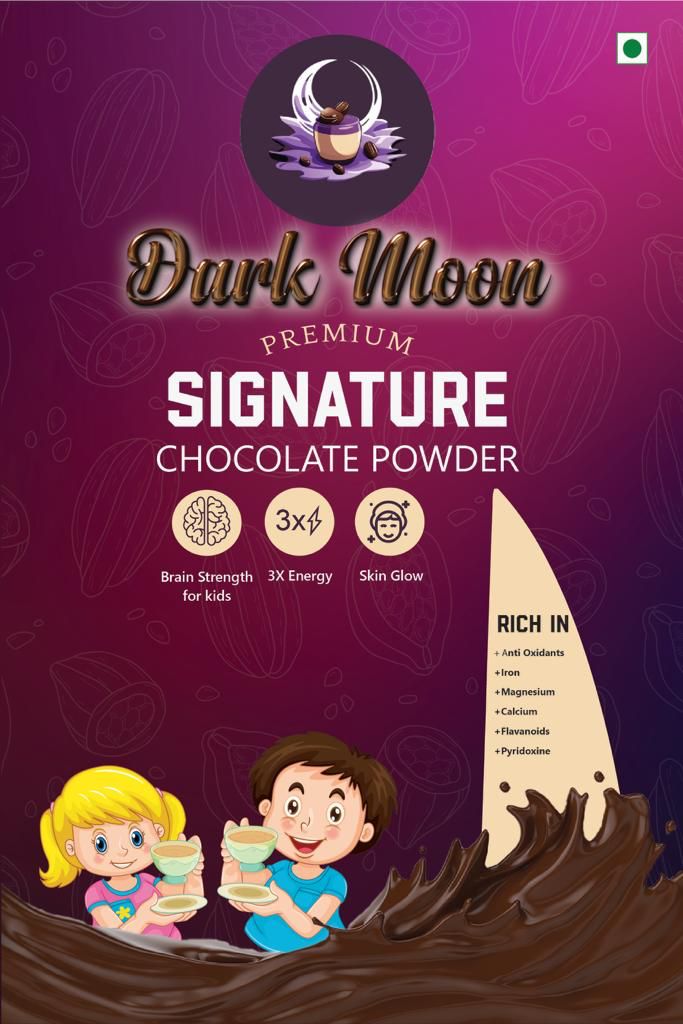 Dark Moon
PREMIUM
SIGNATURE
CHOCOLATE POWDER
3x
Brain Strength
for kids
3X Energy
Skin Glow
RICH IN
+ Anti Oxidants
+Iron
+Magnesium
+Calcium
+Flavanoids
+Pyridoxine